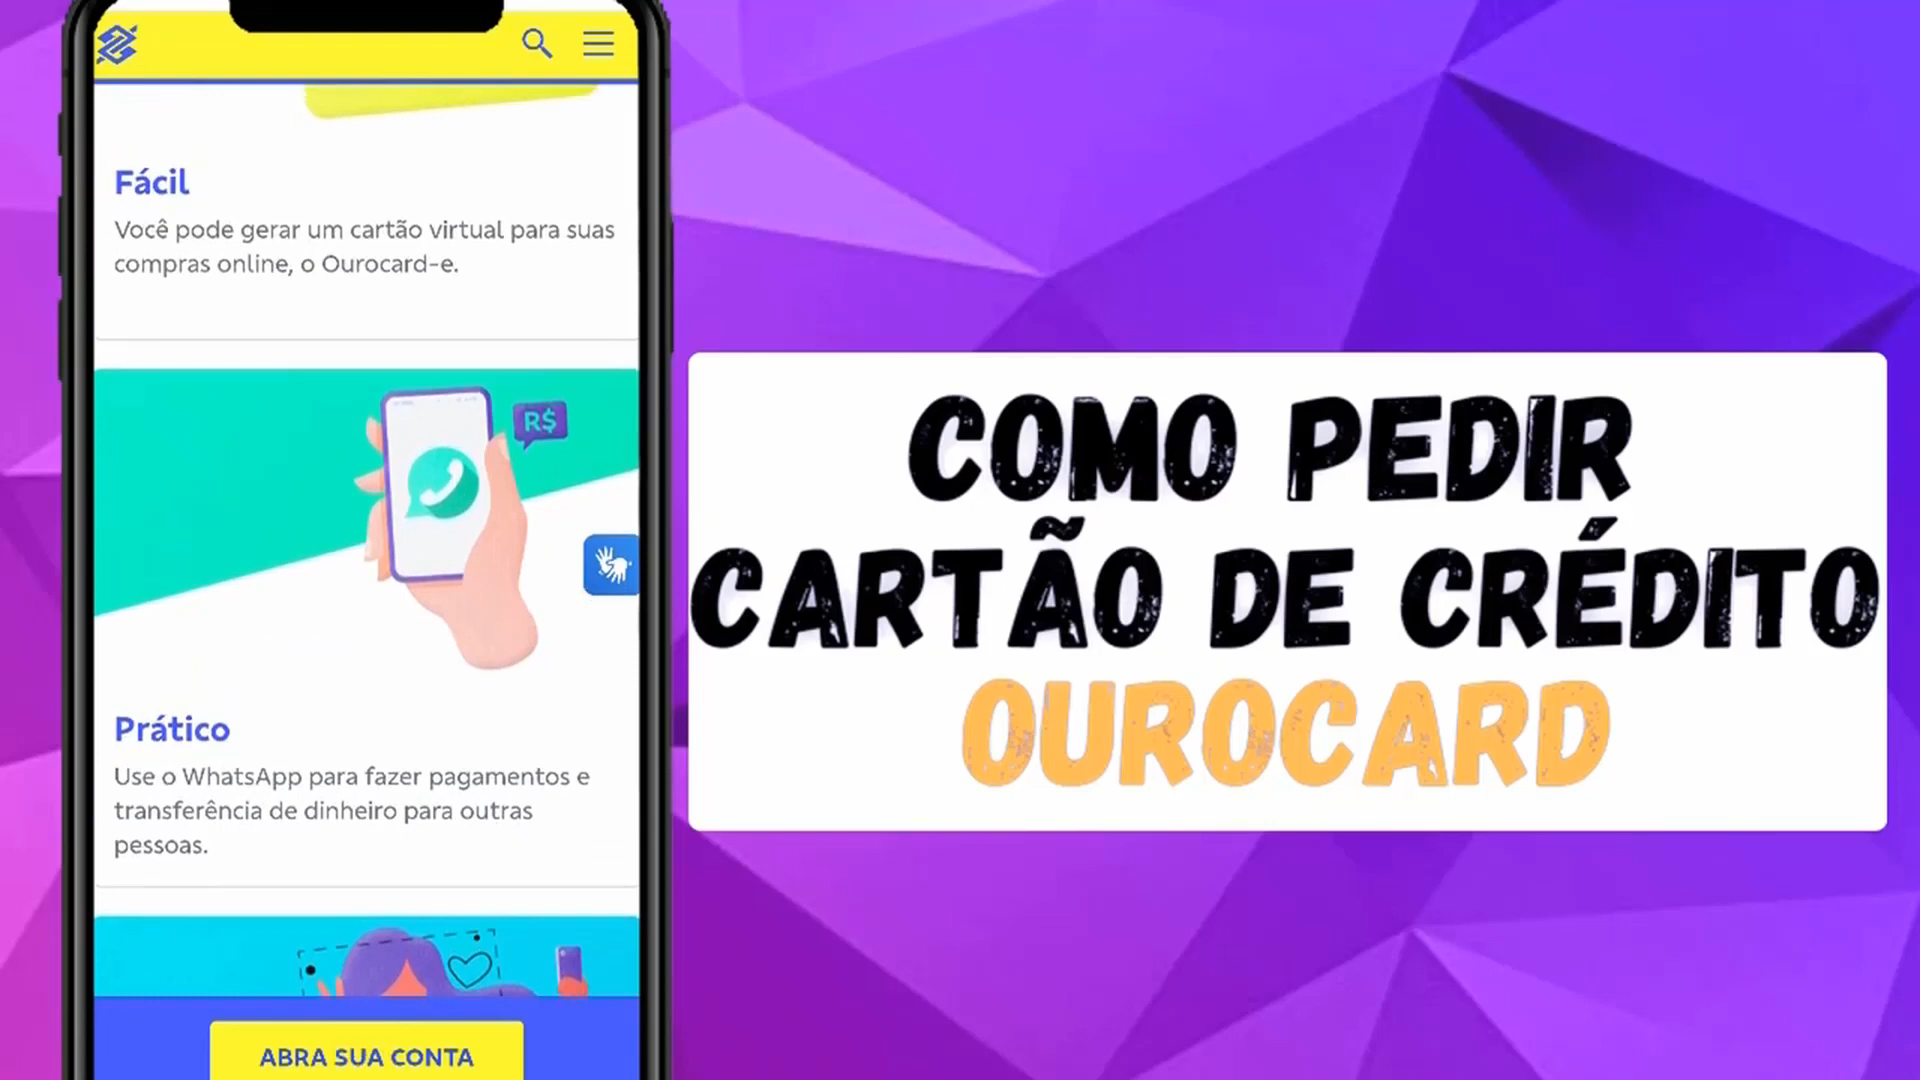 Fácil
Você pode gerar um cartão virtual para suas
compras online, o Ourocard-e.
R$
Prático
Use o WhatsApp para fazer pagamentos e
transferência de dinheiro para outras
pessoas.
ABRA SUA CONTA
COMO PEDIR
CARTÃO DE CRÉDITO
OUROCARD